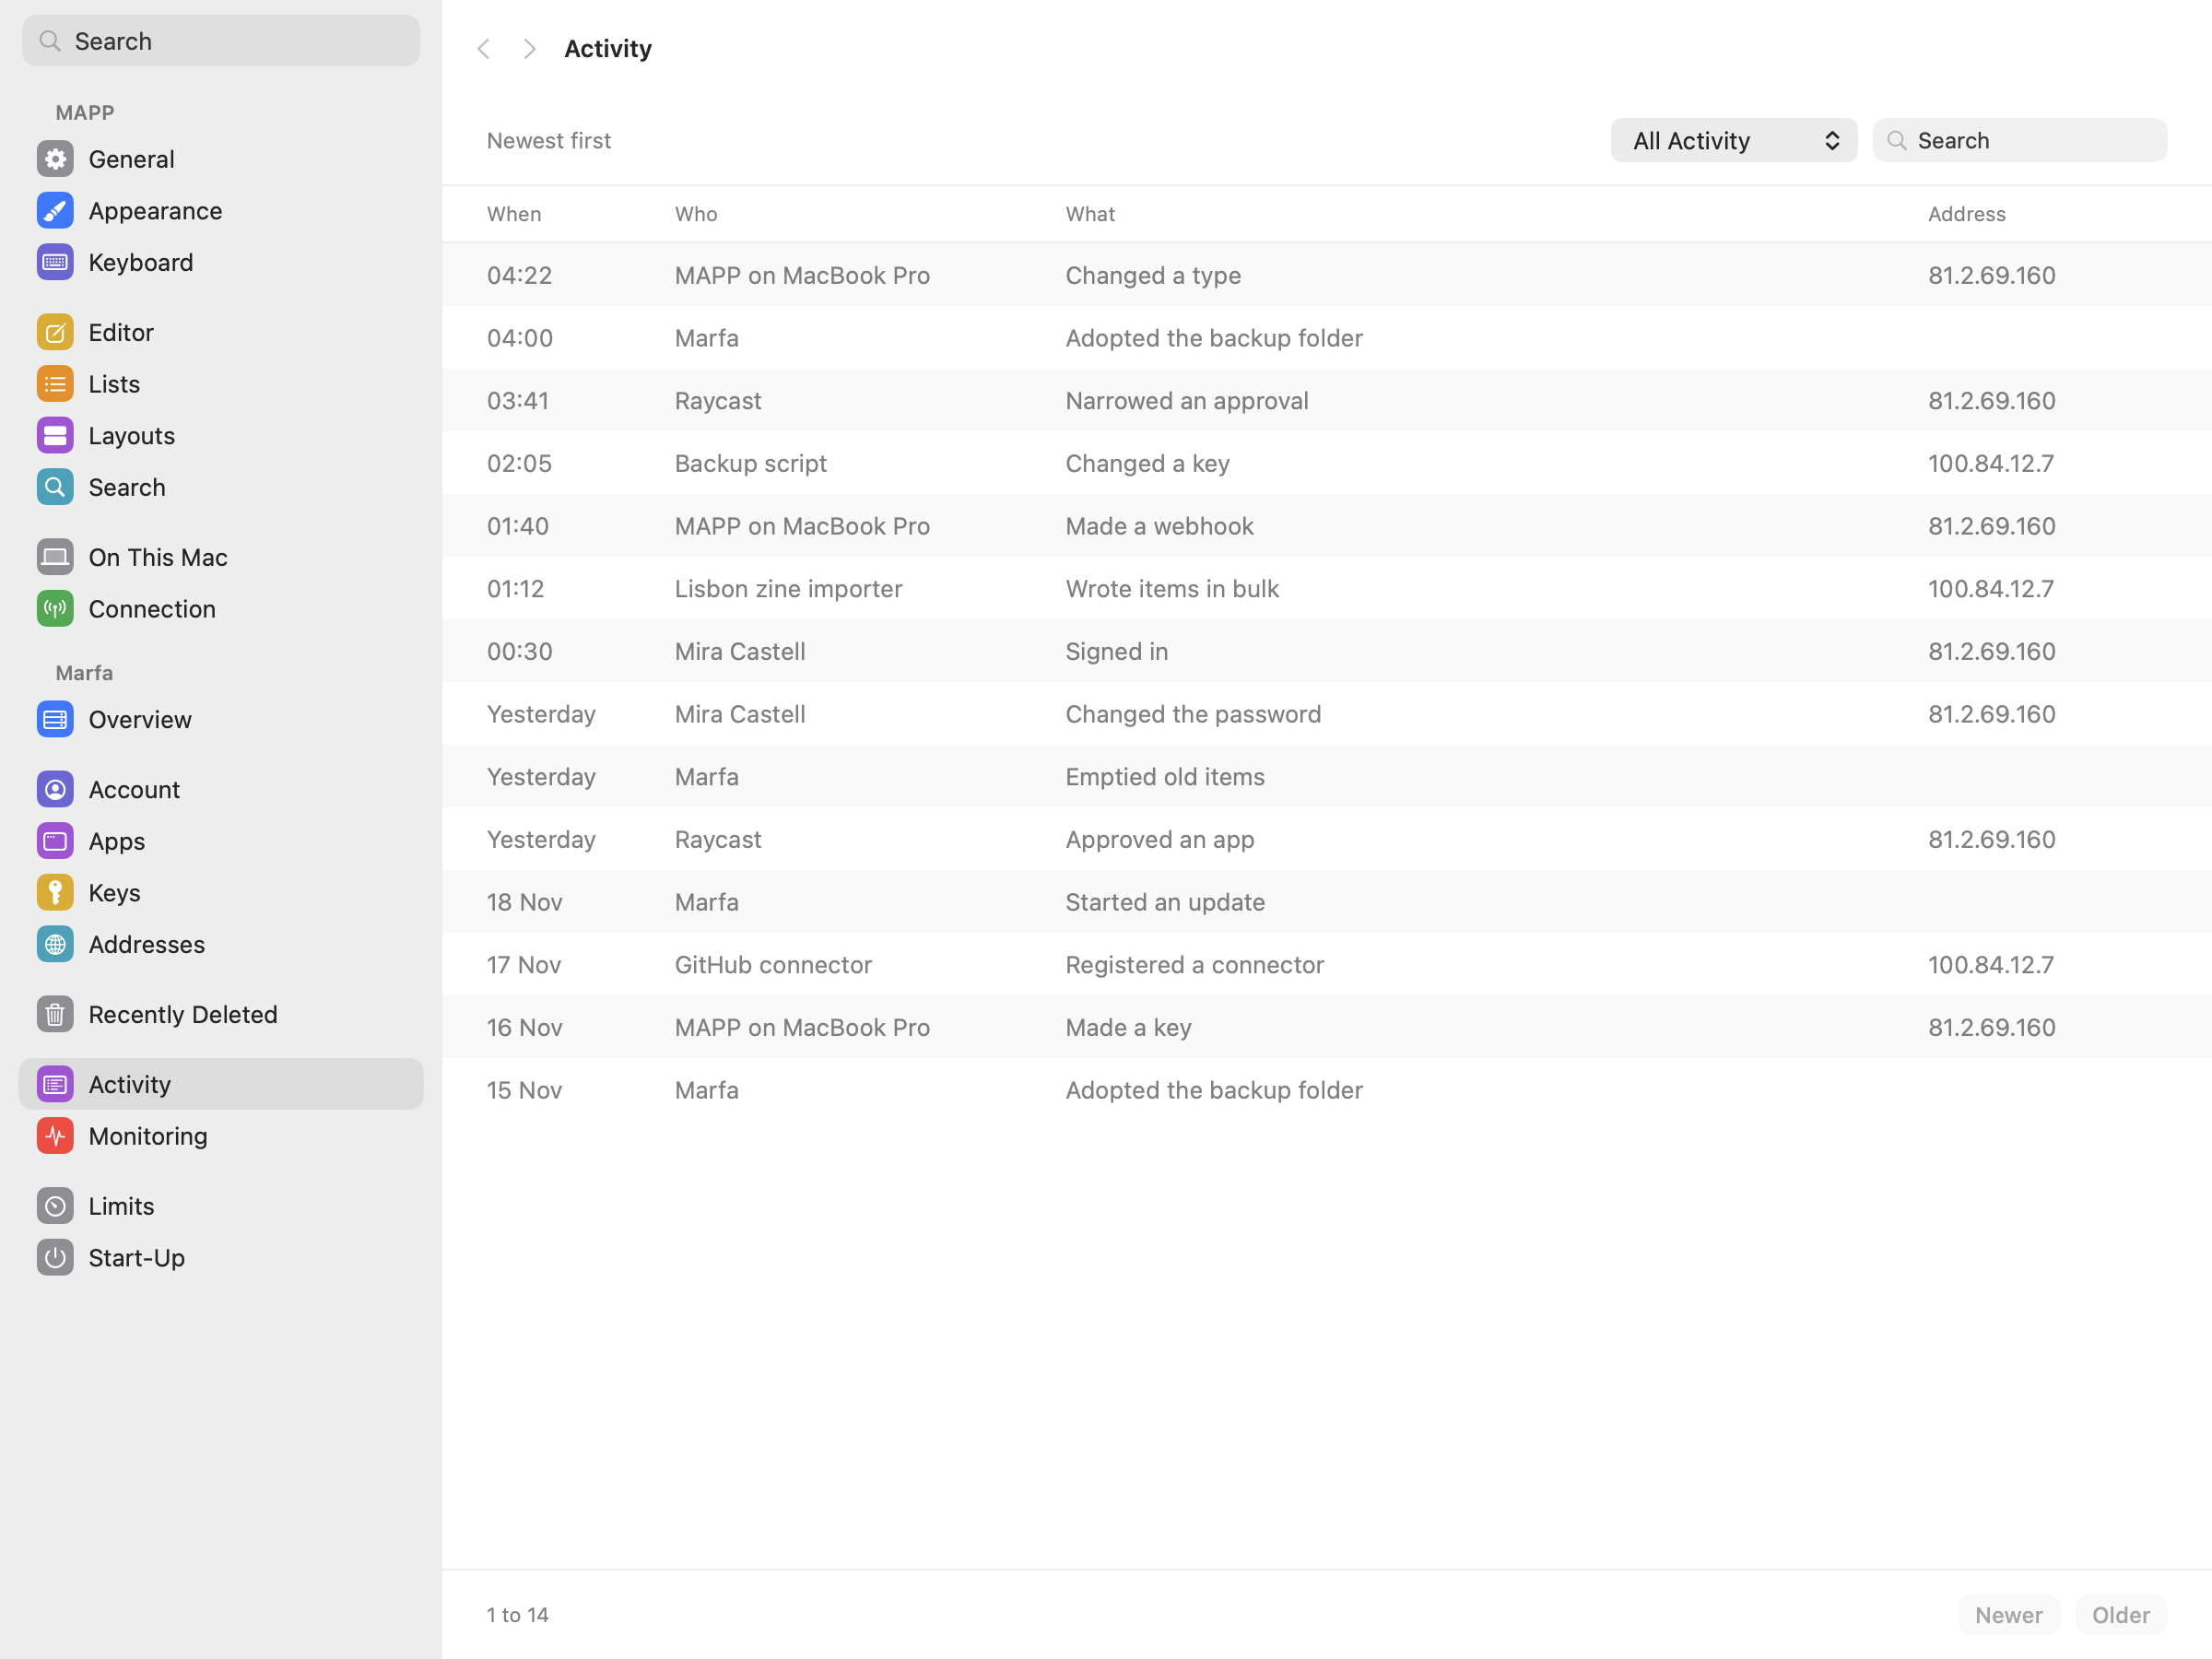 Search
MAPP
General
Appearance
Keyboard
Editor
Lists
Layouts
Search
On This Mac
Connection
Marfa
Overview
Account
Apps
Keys
Addresses
Recently Deleted
Activity
Monitoring
Limits
Start-Up
Activity
Newest first
All Activity
Search
When Who What Address
04:22 MAPP on MacBook Pro Changed a type 81.2.69.160
04:00 Marfa Adopted the backup folder
03:41 Raycast Narrowed an approval 81.2.69.160
02:05 Backup script Changed a key 100.84.12.7
01:40 MAPP on MacBook Pro Made a webhook 81.2.69.160
01:12 Lisbon zine importer Wrote items in bulk 100.84.12.7
00:30 Mira Castell Signed in 81.2.69.160
Yesterday Mira Castell Changed the password 81.2.69.160
Yesterday Marfa Emptied old items
Yesterday Raycast Approved an app 81.2.69.160
18 Nov Marfa Started an update
17 Nov GitHub connector Registered a connector 100.84.12.7
16 Nov MAPP on MacBook Pro Made a key 81.2.69.160
15 Nov Marfa Adopted the backup folder
1 to 14
Newer
Older